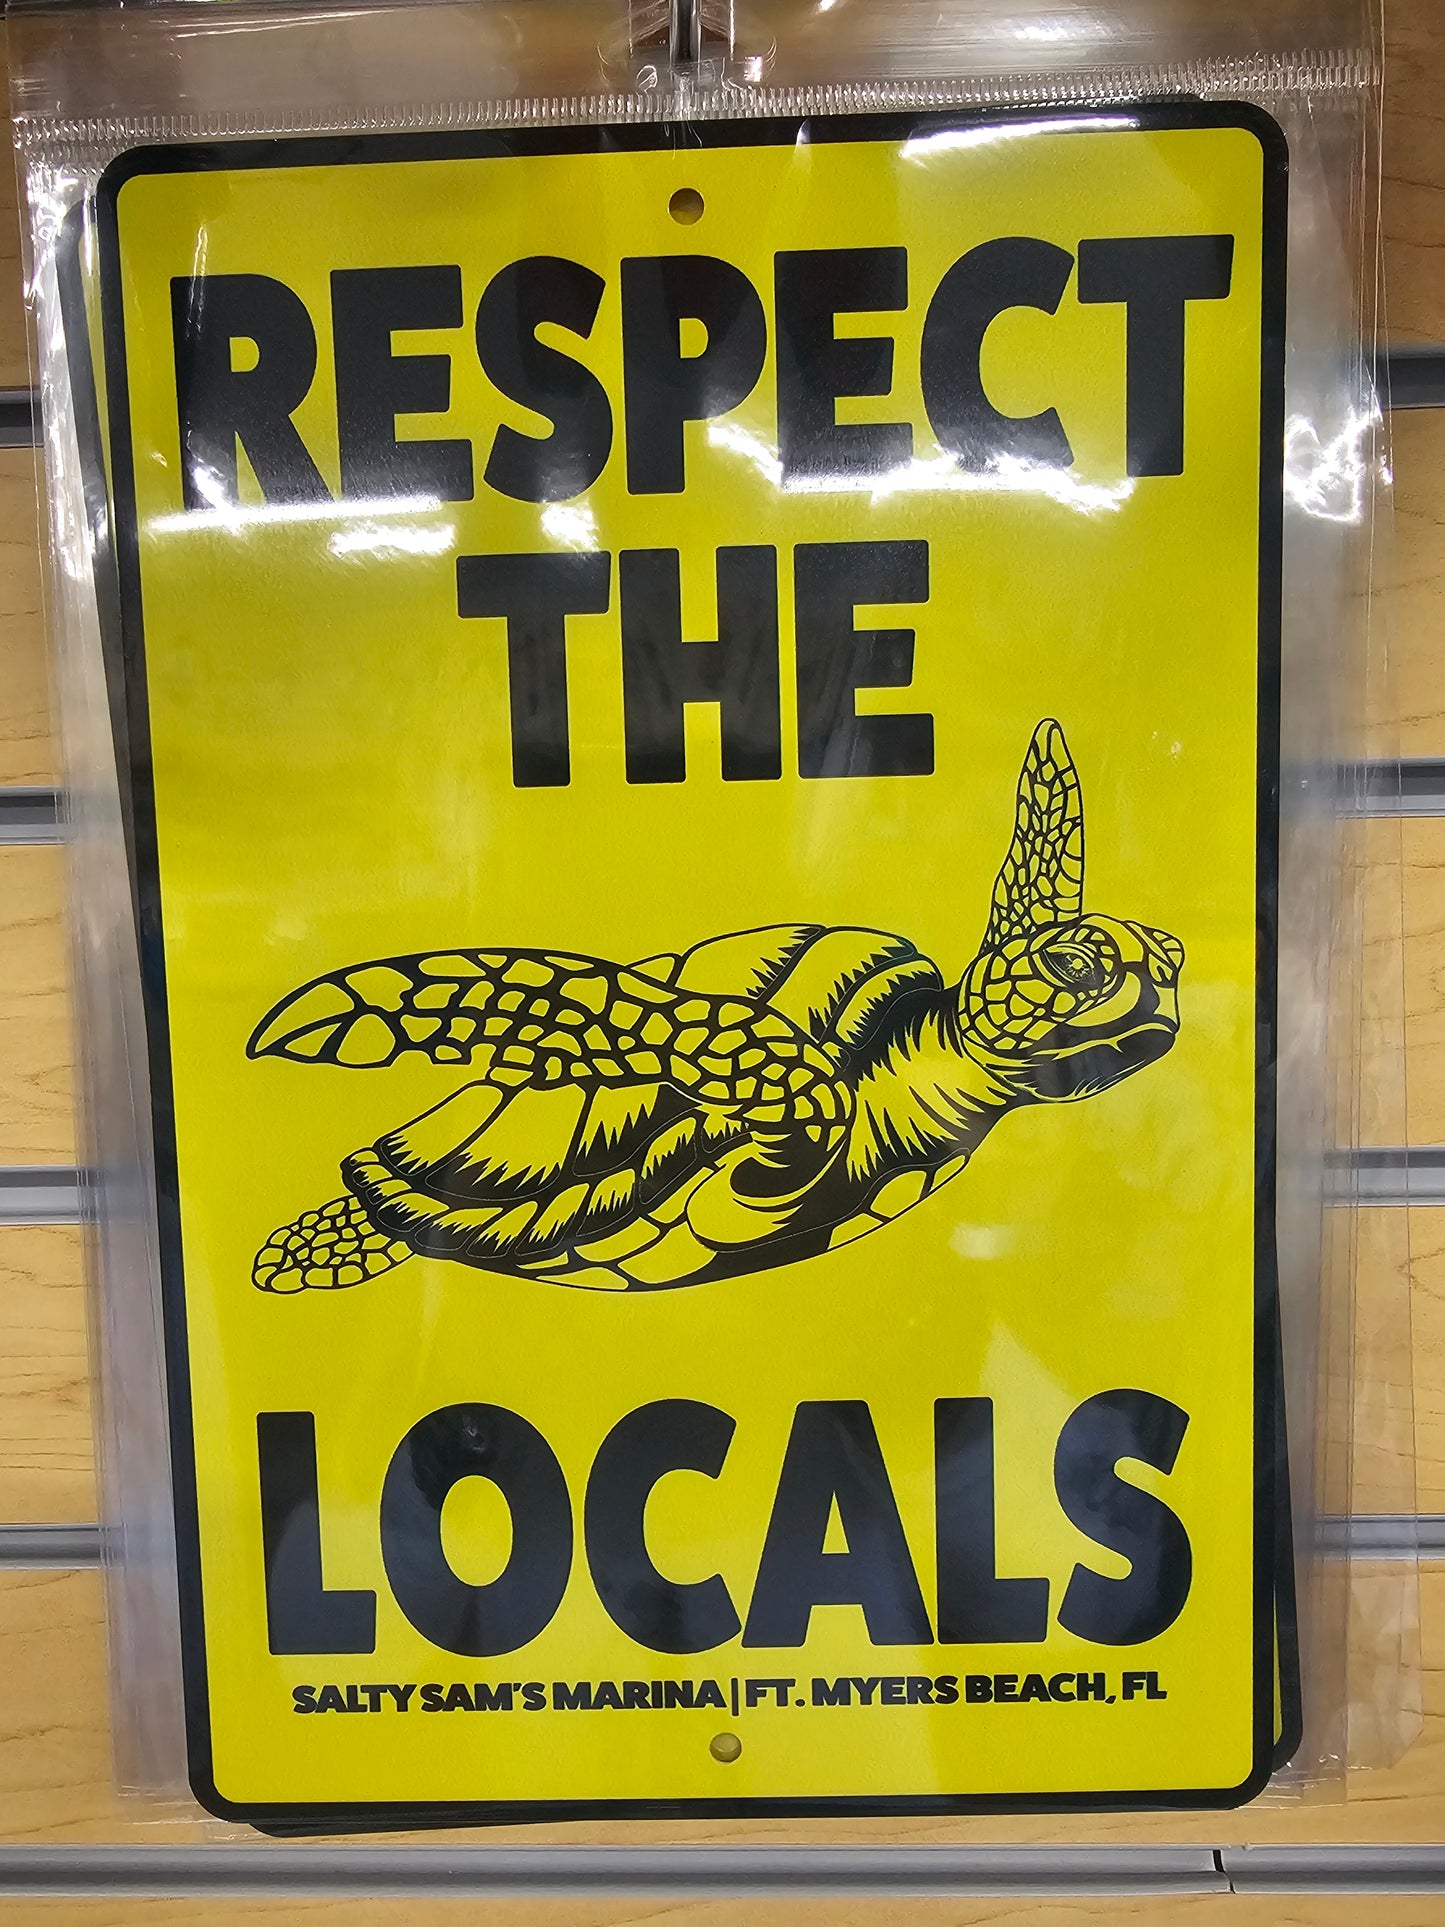 RESPECT
THE
LOCALS
SALTY SAM'S MARINA | FT. MYERS BEACH, FL